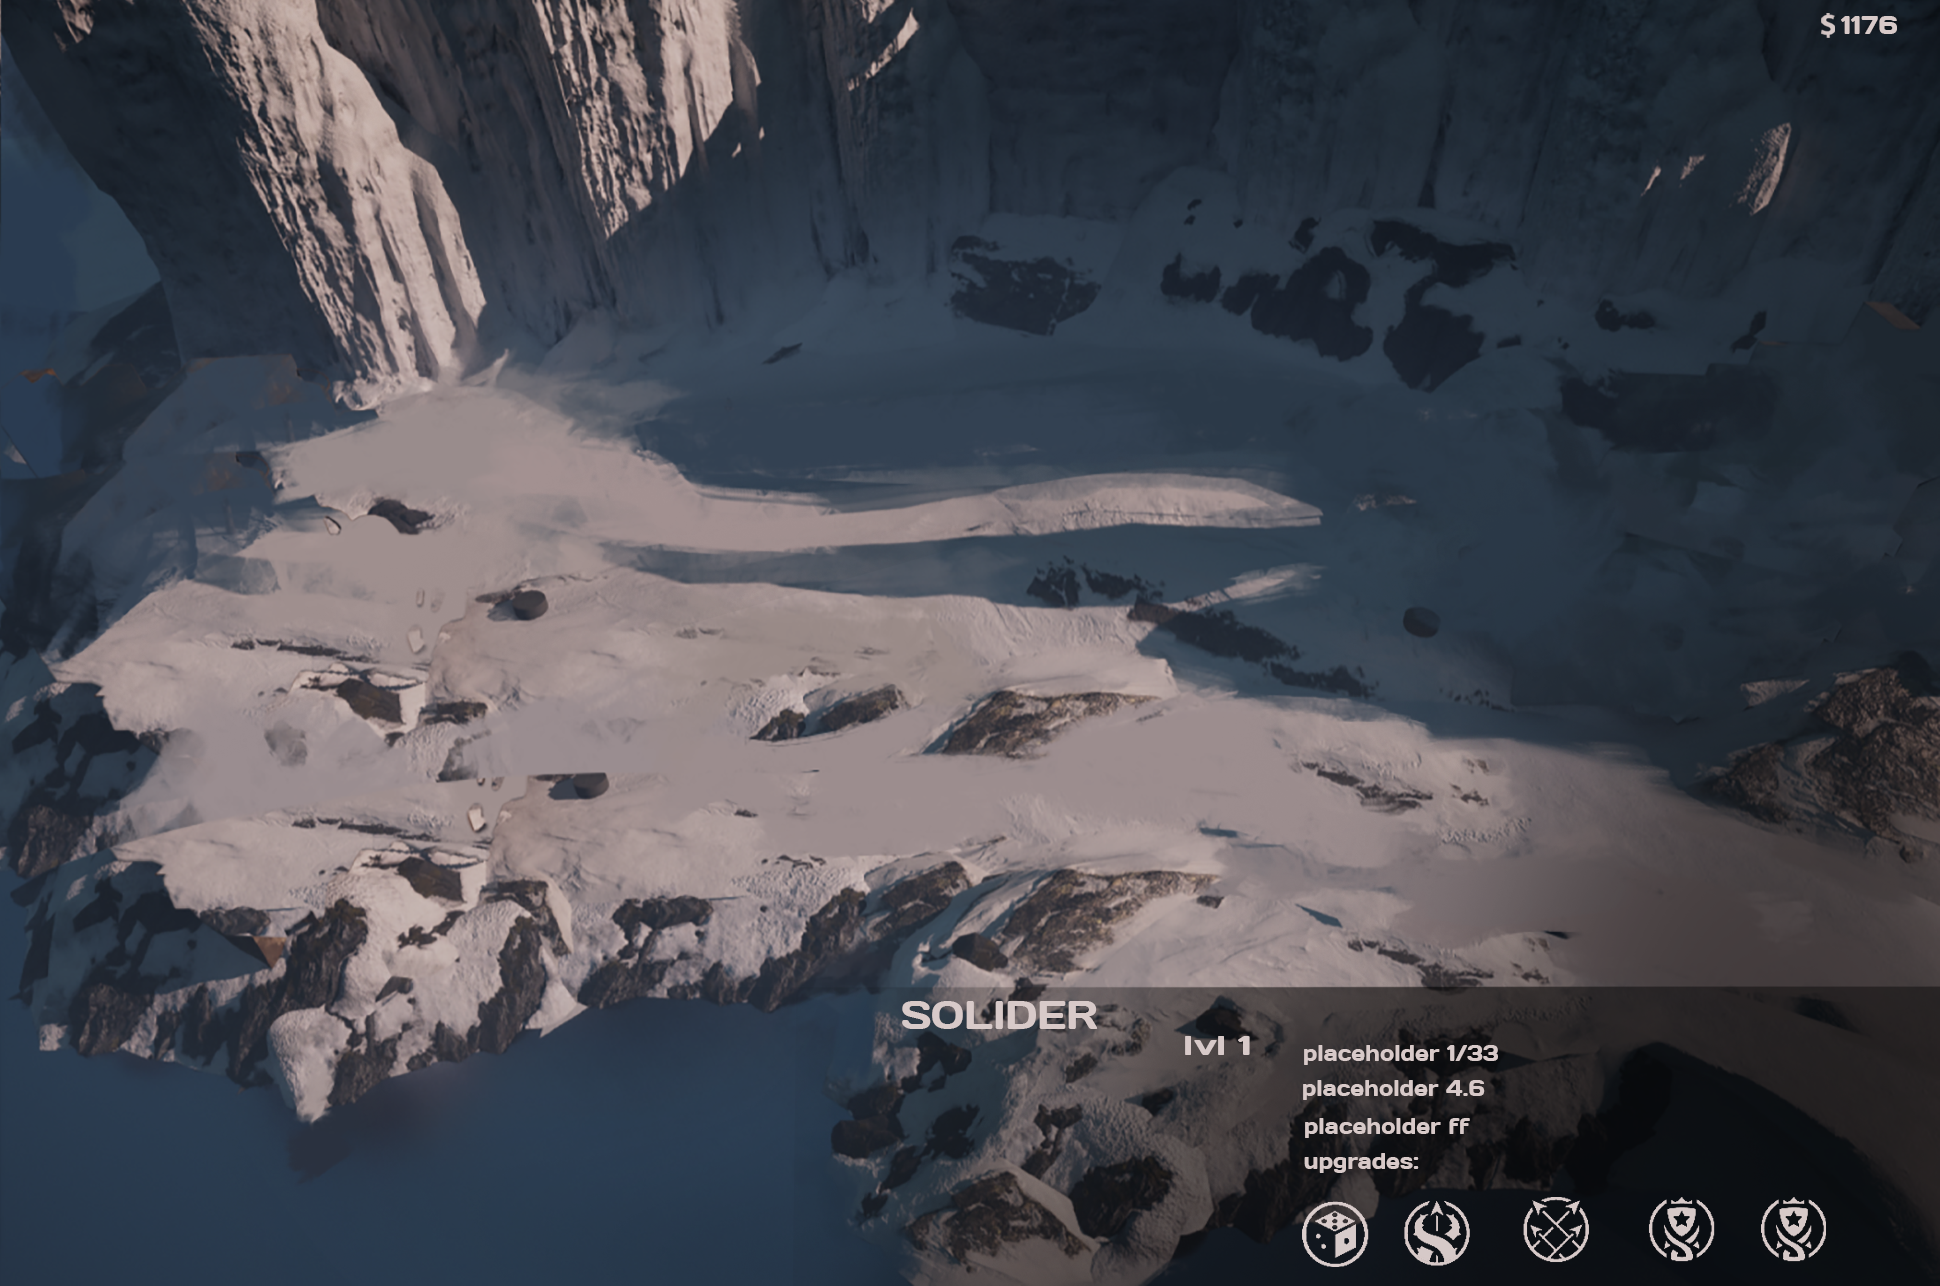 $ 1176
SOLIDER
lvl 1
placeholder 1/33
placeholder 4.6
placeholder ff
upgrades: